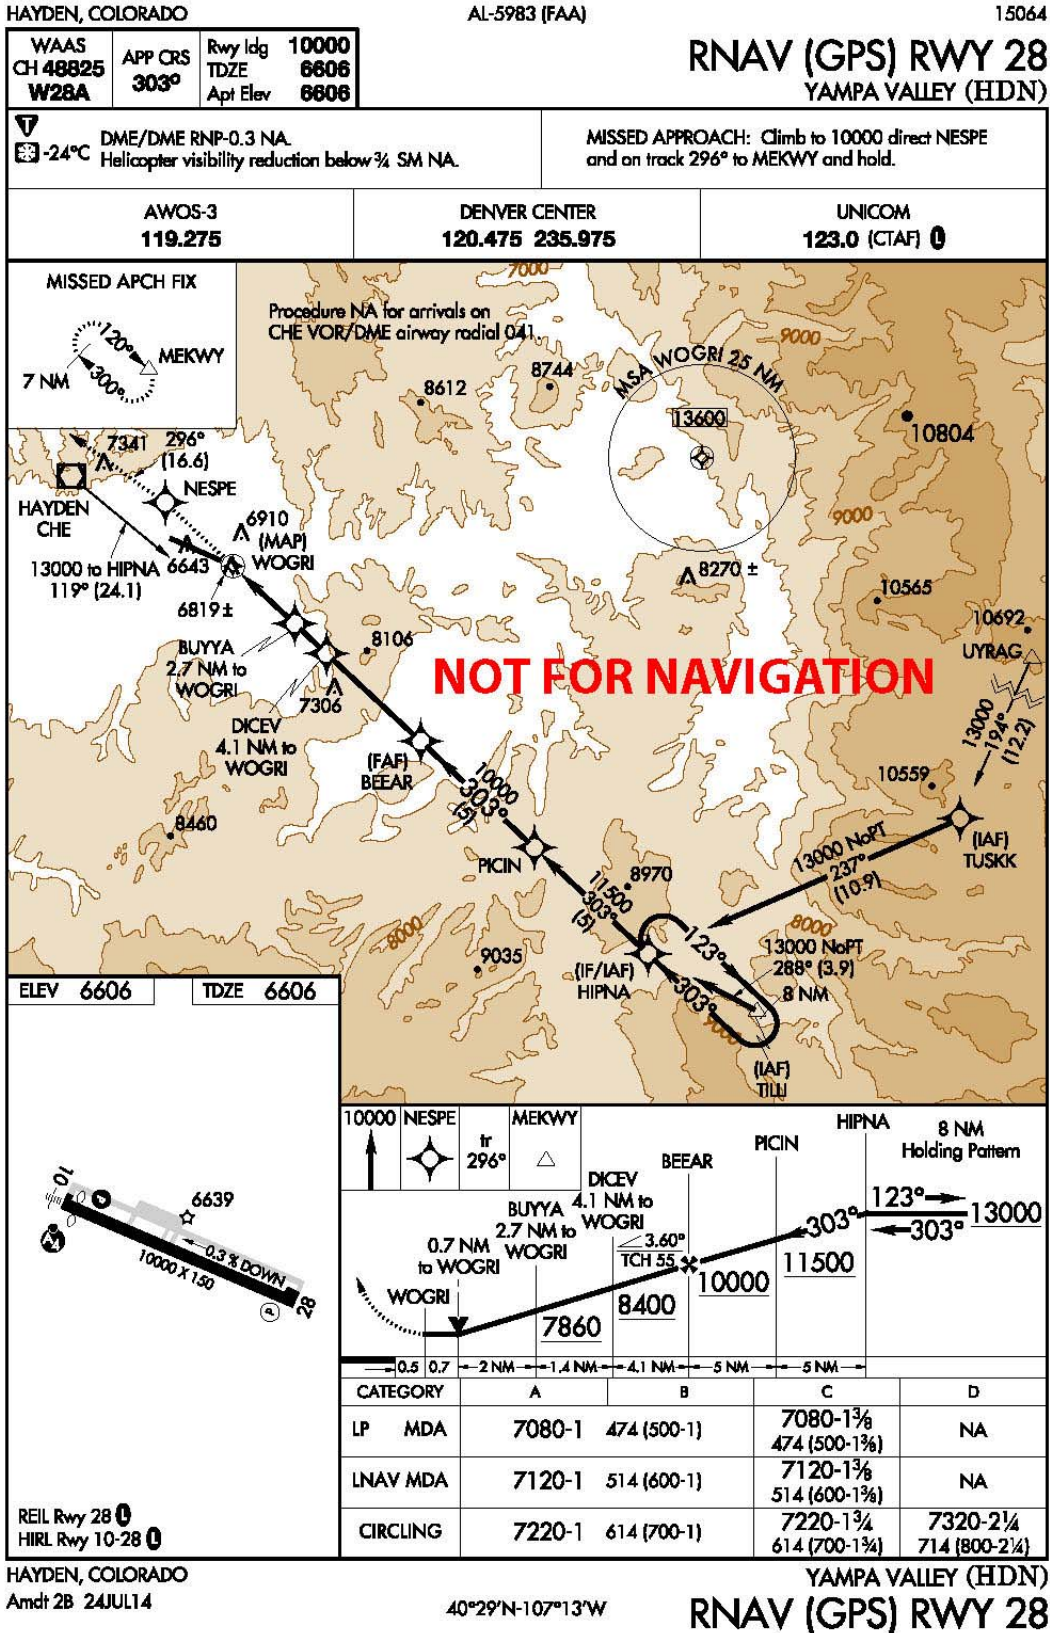 HAYDEN, COLORADO
AL-5983 (FAA)
15064
WAAS
CH 48825
W28A
APP CRS
303°
Rwy ldg 10000
TDZE 6606
Apt Elev 6606
RNAV (GPS) RWY 28
YAMPA VALLEY (HDN)
T
-24°C
DME/DME RNP-0.3 NA.
Helicopter visibility reduction below ¾ SM NA.
MISSED APPROACH: Climb to 10000 direct NESPE
and on track 296° to MEKWY and hold.
AWOS-3
119.275
DENVER CENTER
120.475 235.975
UNICOM
123.0 (CTAF) L
MISSED APCH FIX
120°
MEKWY
7 NM
300°
Procedure NA for arrivals on
CHE VOR/DME airway radial 041.
7000
9000
MSA WOGRI 25 NM
13600
8744
8612
10804
7341
296°
(16.6)
NESPE
HAYDEN
CHE
9000
6910
(MAP)
WOGRI
13000 to HIPNA
119° (24.1)
6643
6819±
8270 ±
10565
10692
UYRAG
BUYYA
2.7 NM to
WOGRI
8106
NOT FOR NAVIGATION
7306
DICEV
4.1 NM to
WOGRI
13000
194°
(12.2)
(FAF)
BEEAR
10000
303°
(5)
10559
8460
(IAF)
TUSKK
13000 NoPT
237°
(10.9)
PICIN
8970
11500
303°
(5)
8000
8000
9035
123°
13000 NoPT
288° (3.9)
(IF/IAF)
HIPNA
8 NM
303°
9000
(IAF)
TILLI
ELEV 6606
TDZE 6606
10
6639
0.3 % DOWN
10000 X 150
A4
P
28
REIL Rwy 28 L
HIRL Rwy 10-28 L
10000
NESPE
tr
296°
MEKWY
HIPNA
8 NM
Holding Pattern
PICIN
BEEAR
DICEV
4.1 NM to
WOGRI
BUYYA
2.7 NM to
WOGRI
0.7 NM
to WOGRI
WOGRI
3.60°
TCH 55
123°
303°
303°
13000
11500
10000
8400
7860
0.5 0.7 2 NM 1.4 NM 4.1 NM 5 NM 5 NM
CATEGORY A B C D
LP MDA 7080-1 474 (500-1) 7080-1⅜ 474 (500-1⅜) NA
LNAV MDA 7120-1 514 (600-1) 7120-1⅜ 514 (600-1⅜) NA
CIRCLING 7220-1 614 (700-1) 7220-1¾ 614 (700-1¾) 7320-2¼ 714 (800-2¼)
HAYDEN, COLORADO
Amdt 2B 24JUL14
40°29'N-107°13'W
YAMPA VALLEY (HDN)
RNAV (GPS) RWY 28